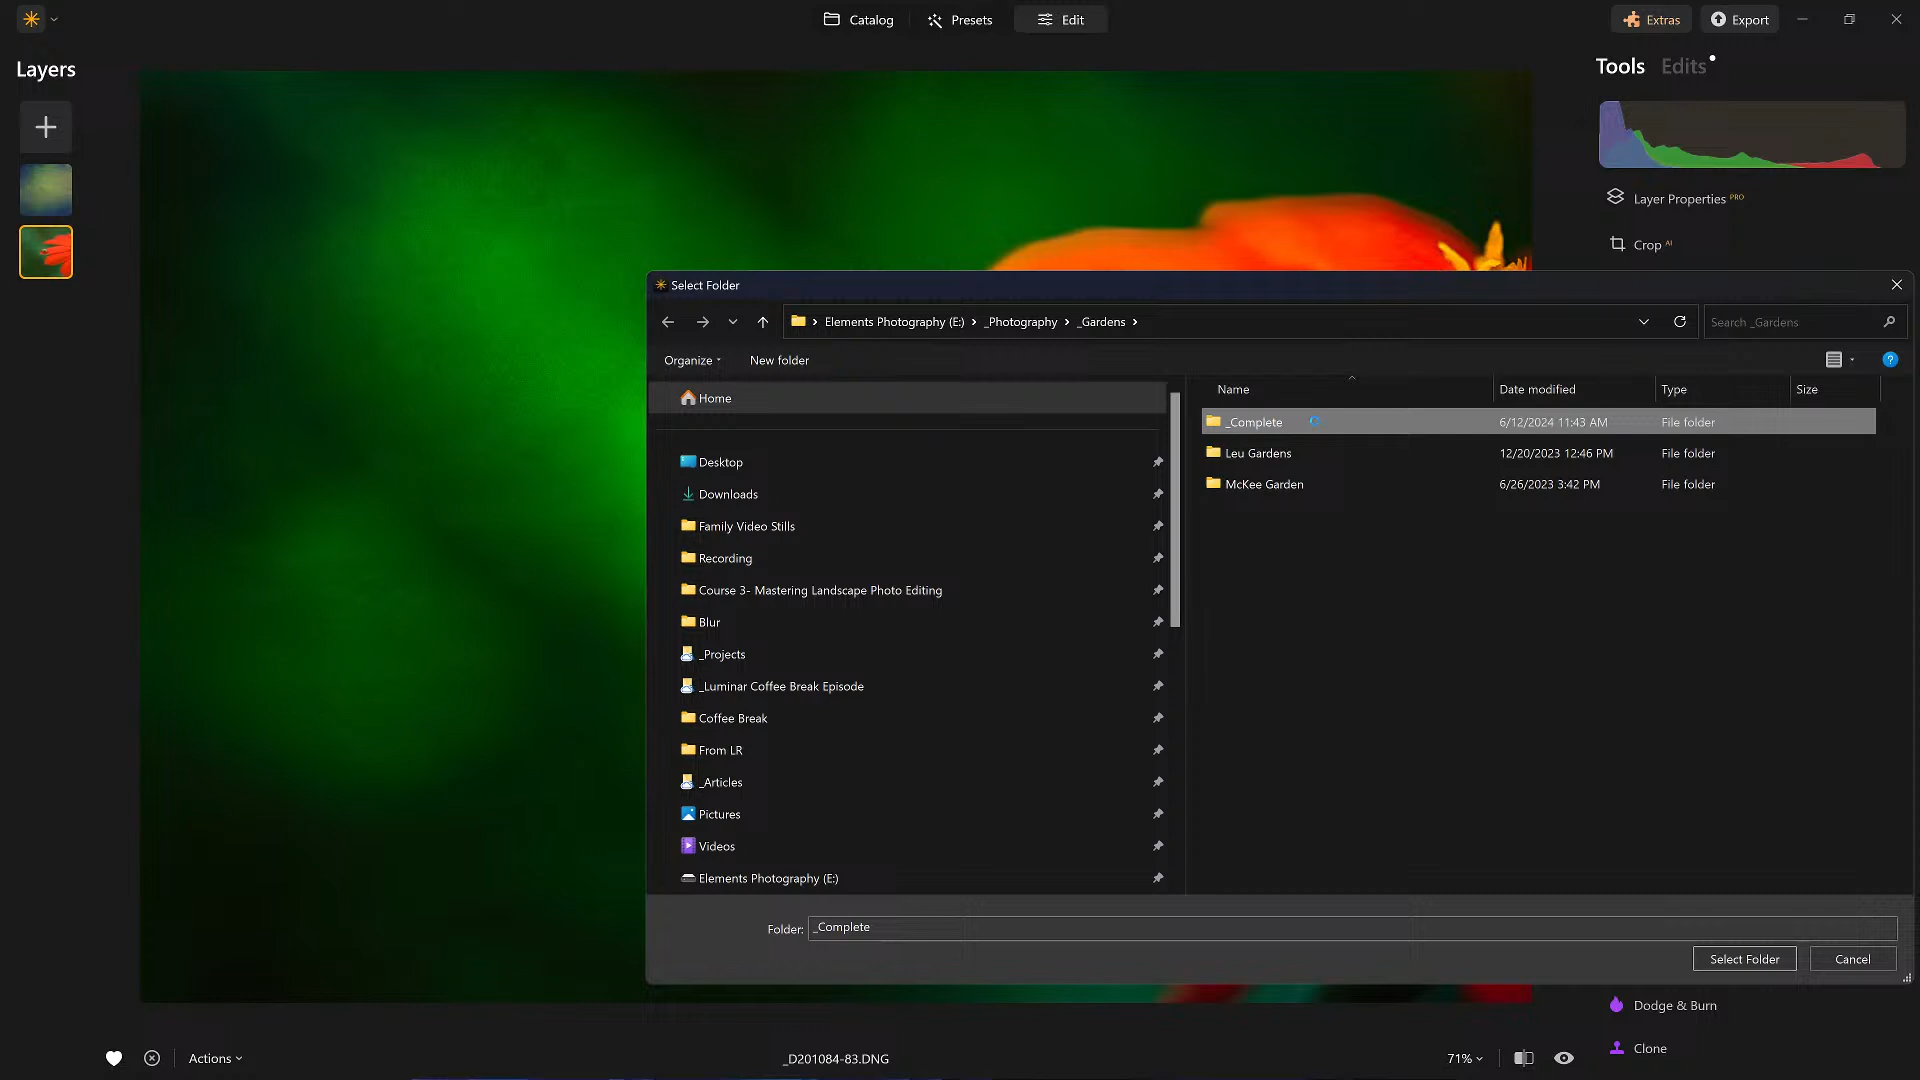 Catalog
Presets
Edit
Extras
Export
Layers
Tools Edits
Layer Properties PRO
Crop AI
Select Folder
Elements Photography (E:) > _Photography > _Gardens >
Search _Gardens
Organize
New folder
Home
Desktop
Downloads
Family Video Stills
Recording
Course 3- Mastering Landscape Photo Editing
Blur
_Projects
_Luminar Coffee Break Episode
Coffee Break
From LR
_Articles
Pictures
Videos
Elements Photography (E:)
Name Date modified Type Size
_Complete 6/12/2024 11:43 AM File folder
Leu Gardens 12/20/2023 12:46 PM File folder
McKee Garden 6/26/2023 3:42 PM File folder
Folder: _Complete
Select Folder
Cancel
Dodge & Burn
Clone
Actions
_D201084-83.DNG
71%